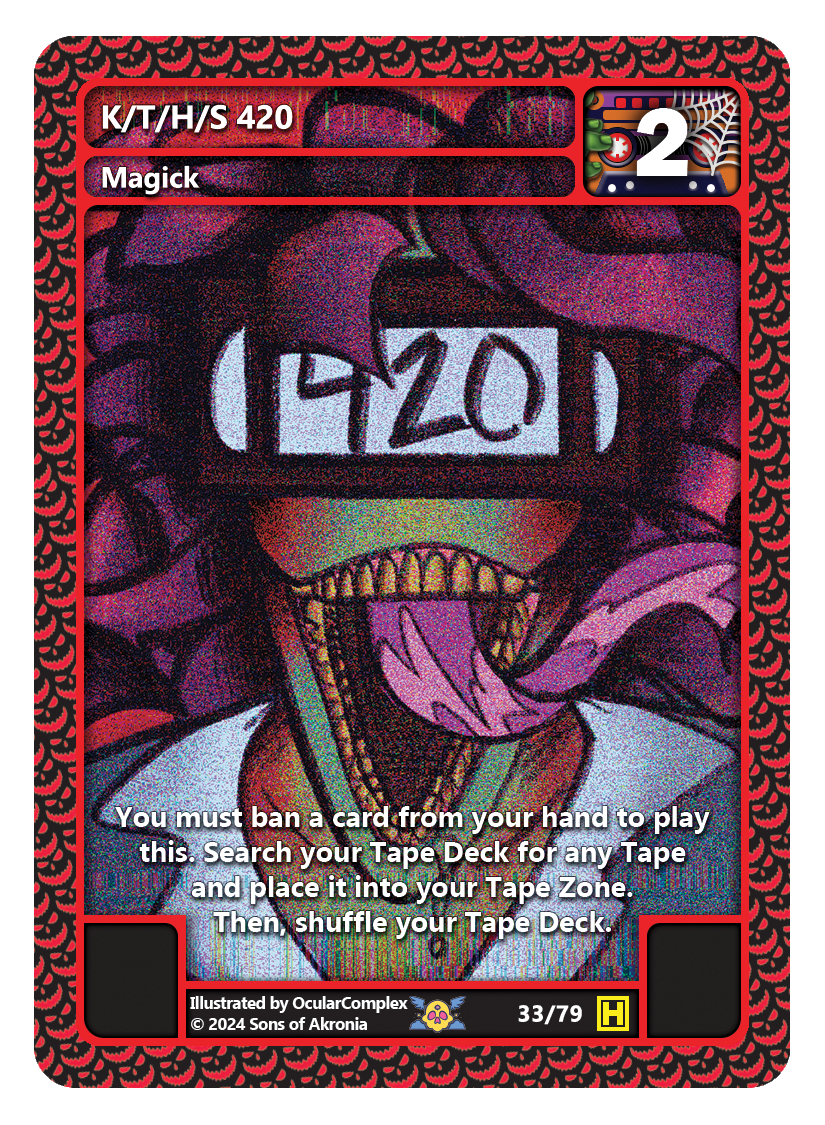 K/T/H/S 420
2
Magick
420
You must ban a card from your hand to play
this. Search your Tape Deck for any Tape
and place it into your Tape Zone.
Then, shuffle your Tape Deck.
Illustrated by OcularComplex
© 2024 Sons of Akronia
33/79
H